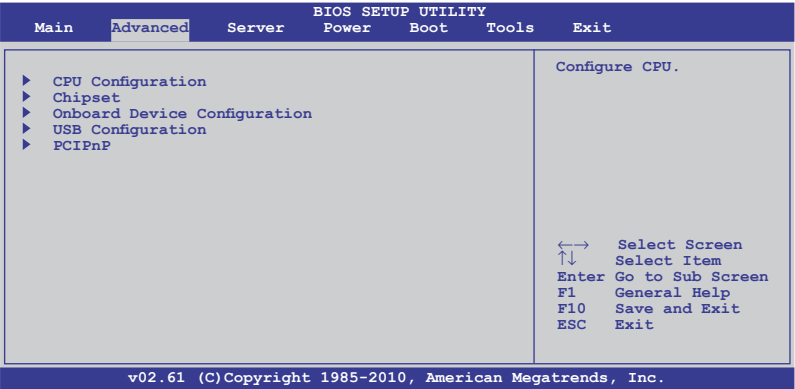 BIOS SETUP UTILITY
Main Advanced Server Power Boot Tools Exit
CPU Configuration
Chipset
Onboard Device Configuration
USB Configuration
PCIPnP
Configure CPU.
←→ Select Screen
↑↓ Select Item
Enter Go to Sub Screen
F1 General Help
F10 Save and Exit
ESC Exit
v02.61 (C)Copyright 1985-2010, American Megatrends, Inc.